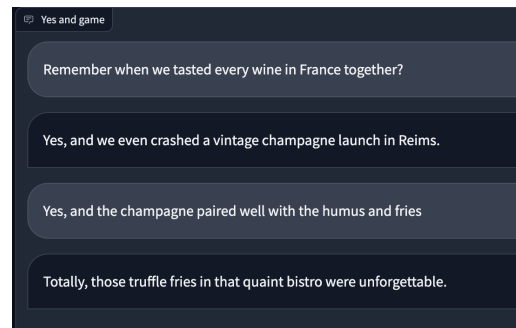 Yes and game
Remember when we tasted every wine in France together?
Yes, and we even crashed a vintage champagne launch in Reims.
Yes, and the champagne paired well with the humus and fries
Totally, those truffle fries in that quaint bistro were unforgettable.